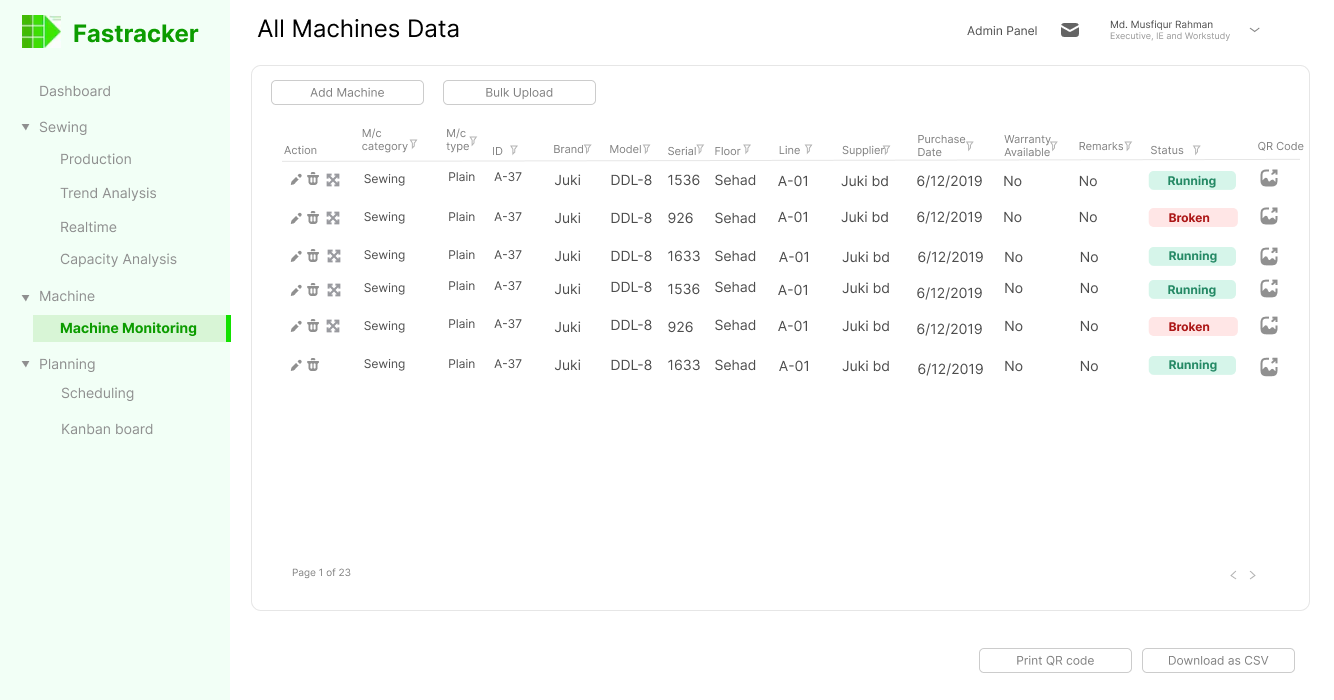 Fastracker
All Machines Data
Admin Panel
Md. Musfiqur Rahman
Executive, IE and Workstudy
Dashboard
Sewing
Production
Trend Analysis
Realtime
Capacity Analysis
Machine
Machine Monitoring
Planning
Scheduling
Kanban board
Add Machine Bulk Upload
Action M/c category M/c type ID Brand Model Serial Floor Line Supplier Purchase Date Warranty Available Remarks Status QR Code
Sewing Plain A-37 Juki DDL-8 1536 Sehad A-01 Juki bd 6/12/2019 No No Running
Sewing Plain A-37 Juki DDL-8 926 Sehad A-01 Juki bd 6/12/2019 No No Broken
Sewing Plain A-37 Juki DDL-8 1633 Sehad A-01 Juki bd 6/12/2019 No No Running
Sewing Plain A-37 Juki DDL-8 1536 Sehad A-01 Juki bd 6/12/2019 No No Running
Sewing Plain A-37 Juki DDL-8 926 Sehad A-01 Juki bd 6/12/2019 No No Broken
Sewing Plain A-37 Juki DDL-8 1633 Sehad A-01 Juki bd 6/12/2019 No No Running
Page 1 of 23
Print QR code Download as CSV